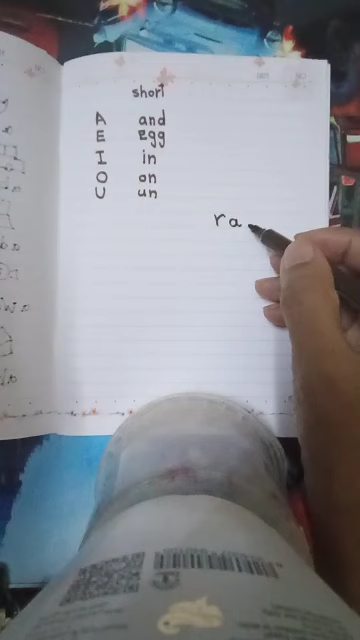 short
A and
E Egg
I in
O on
U un
ra